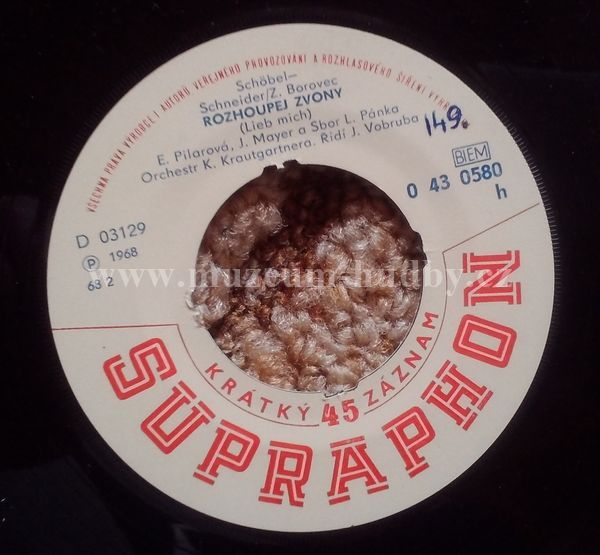 VŠECHNA PRÁVA VÝROBCE I AUTORŮ VEŘEJNÉHO PROVOZOVÁNÍ A ROZHLASOVÉHO ŠÍŘENÍ VYHR.
Schöbel—
Schneider/Z. Borovec
ROZHOUPEJ ZVONY
(Lieb mich)
E. Pilarová, J. Mayer a Sbor L. Pánka
Orchestr K. Krautgartnera. Řídí J. Vobruba
149.
BIEM
0 43 0580
h
D 03129
Ⓟ 1968
63 2
www.muzeum-hudby.cz
KRÁTKÝ 45 ZÁZNAM
SUPRAPHON